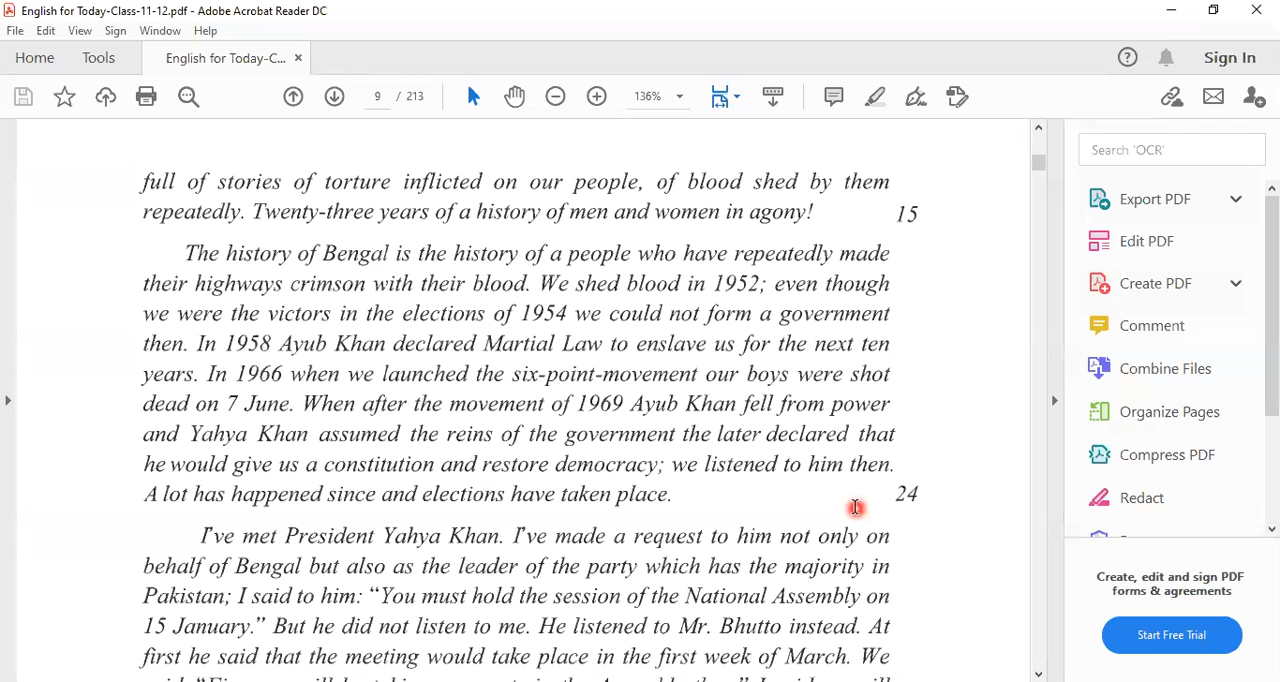 English for Today-Class-11-12.pdf - Adobe Acrobat Reader DC
File Edit View Sign Window Help
Home Tools English for Today-C... × Sign In
9 / 213 136%
full of stories of torture inflicted on our people, of blood shed by them
repeatedly. Twenty-three years of a history of men and women in agony! 15
The history of Bengal is the history of a people who have repeatedly made
their highways crimson with their blood. We shed blood in 1952; even though
we were the victors in the elections of 1954 we could not form a government
then. In 1958 Ayub Khan declared Martial Law to enslave us for the next ten
years. In 1966 when we launched the six-point-movement our boys were shot
dead on 7 June. When after the movement of 1969 Ayub Khan fell from power
and Yahya Khan assumed the reins of the government the later declared that
he would give us a constitution and restore democracy; we listened to him then.
A lot has happened since and elections have taken place. 24
I've met President Yahya Khan. I've made a request to him not only on
behalf of Bengal but also as the leader of the party which has the majority in
Pakistan; I said to him: “You must hold the session of the National Assembly on
15 January.” But he did not listen to me. He listened to Mr. Bhutto instead. At
first he said that the meeting would take place in the first week of March. We
Search 'OCR'
Export PDF
Edit PDF
Create PDF
Comment
Combine Files
Organize Pages
Compress PDF
Redact
Create, edit and sign PDF
forms & agreements
Start Free Trial